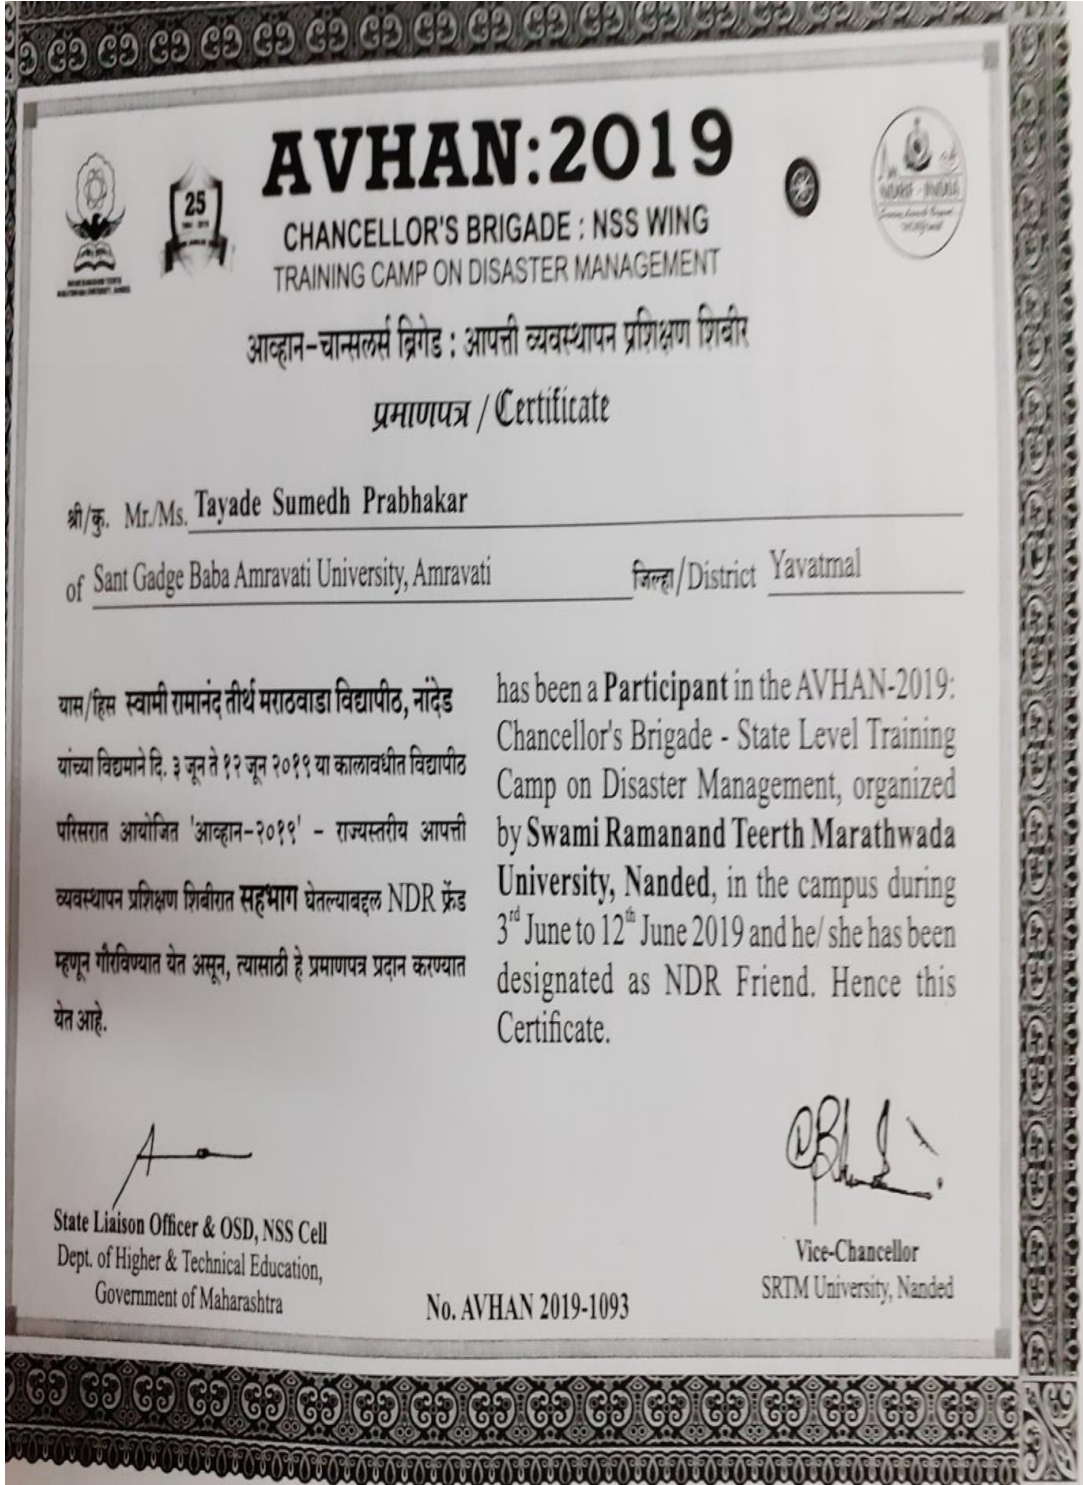 AVHAN:2019
25
CHANCELLOR'S BRIGADE : NSS WING
TRAINING CAMP ON DISASTER MANAGEMENT
आव्हान-चान्सलर्स ब्रिगेड : आपत्ती व्यवस्थापन प्रशिक्षण शिबीर
प्रमाणपत्र / Certificate
श्री/कु. Mr./Ms. Tayade Sumedh Prabhakar
of Sant Gadge Baba Amravati University, Amravati जिल्हा/District Yavatmal
यास/हिस स्वामी रामानंद तीर्थ मराठवाडा विद्यापीठ, नांदेड
यांच्या विद्यमाने दि. ३ जून ते १२ जून २०१९ या कालावधीत विद्यापीठ
परिसरात आयोजित 'आव्हान-२०१९' - राज्यस्तरीय आपत्ती
व्यवस्थापन प्रशिक्षण शिबीरात सहभाग घेतल्याबद्दल NDR फ्रेंड
म्हणून गौरविण्यात येत असून, त्यासाठी हे प्रमाणपत्र प्रदान करण्यात
येत आहे.
has been a Participant in the AVHAN-2019:
Chancellor's Brigade - State Level Training
Camp on Disaster Management, organized
by Swami Ramanand Teerth Marathwada
University, Nanded, in the campus during
3rd June to 12th June 2019 and he/ she has been
designated as NDR Friend. Hence this
Certificate.
State Liaison Officer & OSD, NSS Cell
Dept. of Higher & Technical Education,
Government of Maharashtra
No. AVHAN 2019-1093
Vice-Chancellor
SRTM University, Nanded